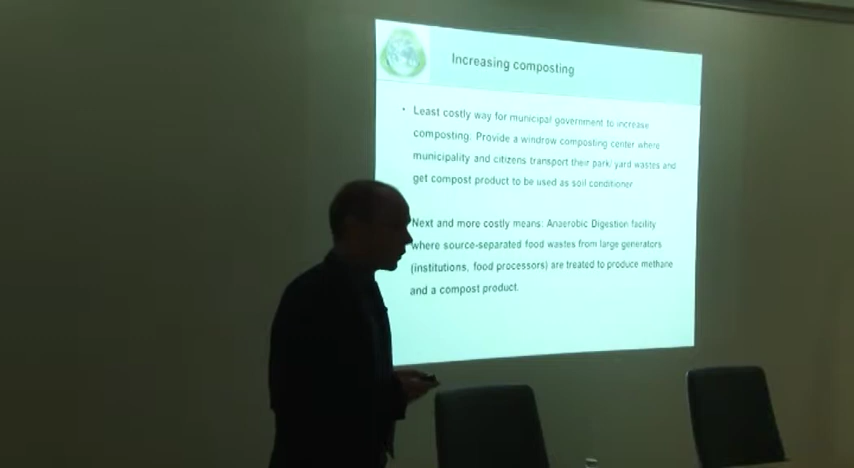 Increasing composting
• Least costly way for municipal government to increase
composting: Provide a windrow composting center where
municipality and citizens transport their park/ yard wastes and
get compost product to be used as soil conditioner
Next and more costly means: Anaerobic Digestion facility
where source-separated food wastes from large generators
(institutions, food processors) are treated to produce methane
and a compost product.